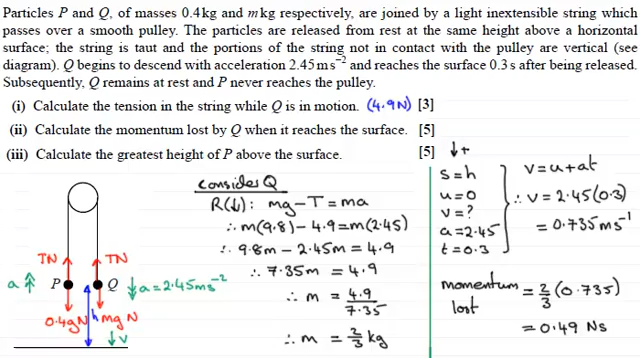 Particles P and Q, of masses 0.4 kg and m kg respectively, are joined by a light inextensible string which
passes over a smooth pulley. The particles are released from rest at the same height above a horizontal
surface; the string is taut and the portions of the string not in contact with the pulley are vertical (see
diagram). Q begins to descend with acceleration 2.45 m s⁻² and reaches the surface 0.3 s after being released.
Subsequently, Q remains at rest and P never reaches the pulley.
(i) Calculate the tension in the string while Q is in motion. (4.9N) [3]
(ii) Calculate the momentum lost by Q when it reaches the surface. [5]
(iii) Calculate the greatest height of P above the surface. [5]
TN TN
a P Q a = 2.45ms⁻²
0.4gN h mgN
v
consider Q
R(↓): mg - T = ma
∴ m(9.8) - 4.9 = m(2.45)
∴ 9.8m - 2.45m = 4.9
∴ 7.35m = 4.9
∴ m = 4.9/7.35
∴ m = 2/3 kg
↓+
s = h
u = 0
v = ?
a = 2.45
t = 0.3
v = u + at
∴ v = 2.45(0.3)
= 0.735 ms⁻¹
momentum lost = 2/3 (0.735)
= 0.49 Ns